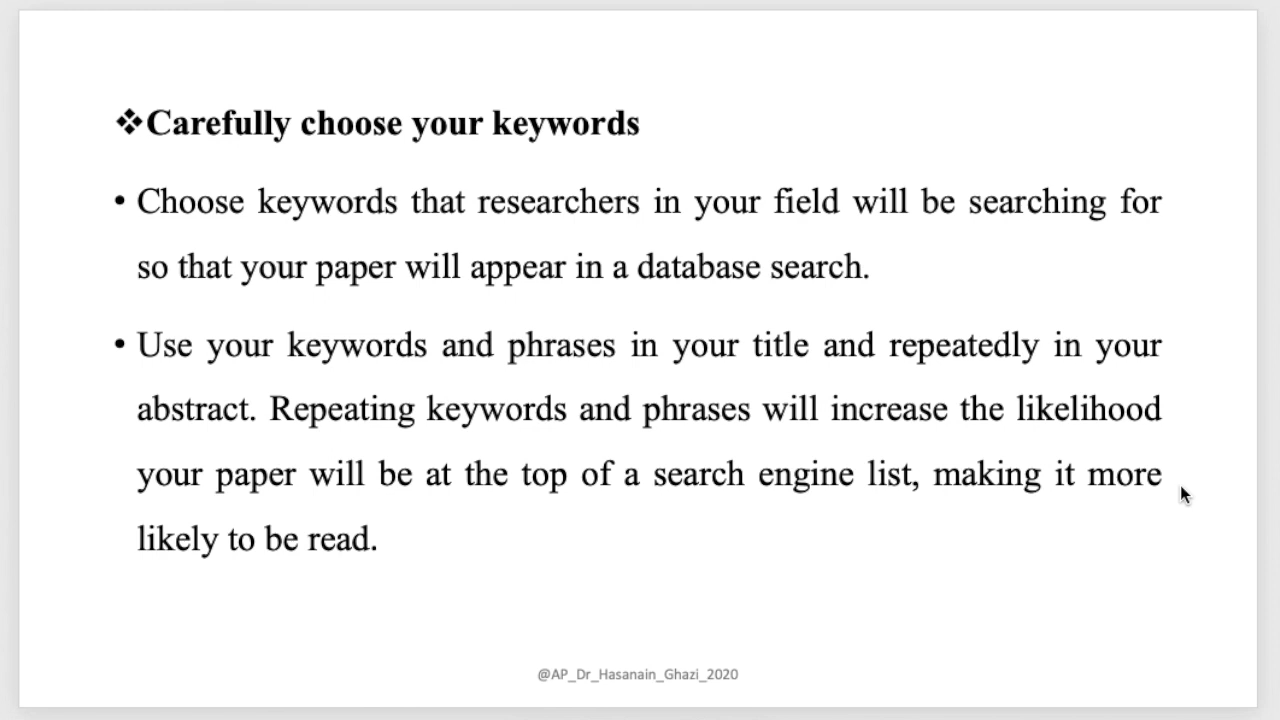 ❖Carefully choose your keywords
• Choose keywords that researchers in your field will be searching for
so that your paper will appear in a database search.
• Use your keywords and phrases in your title and repeatedly in your
abstract. Repeating keywords and phrases will increase the likelihood
your paper will be at the top of a search engine list, making it more
likely to be read.
@AP_Dr_Hasanain_Ghazi_2020